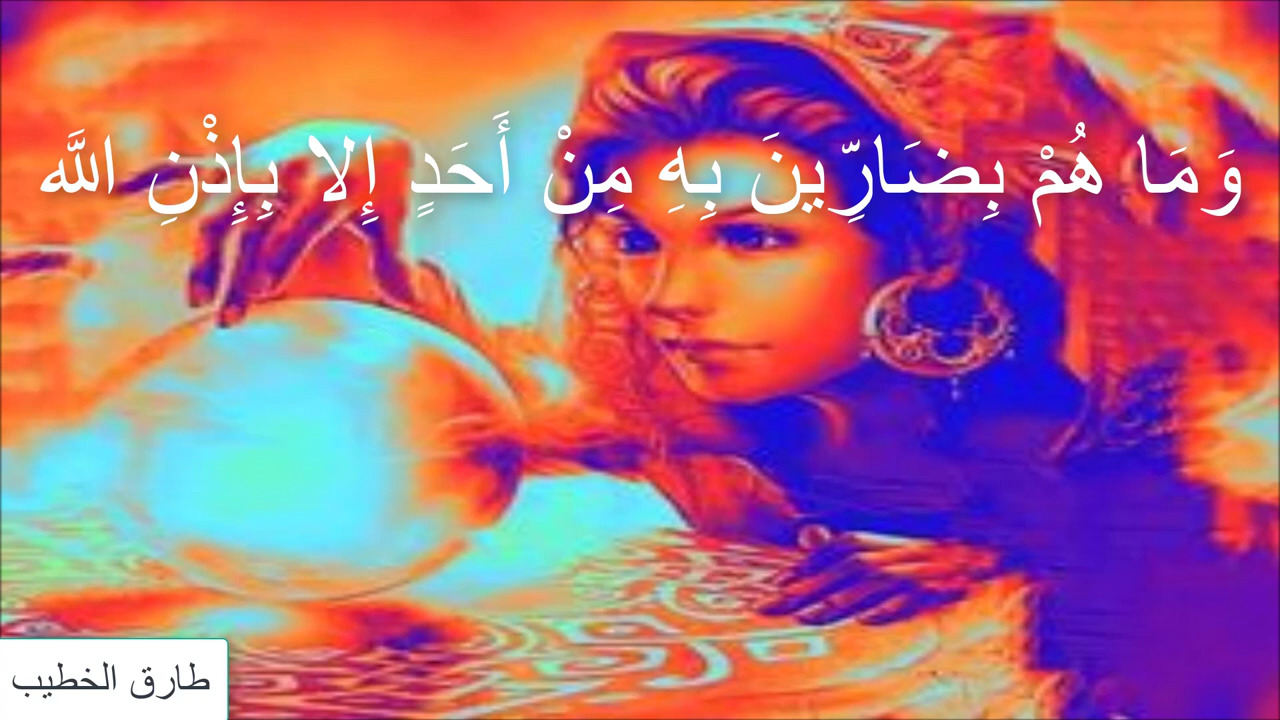 وَمَا هُمْ بِضَارِّينَ بِهِ مِنْ أَحَدٍ إِلا بِإِذْنِ اللَّه
طارق الخطيب